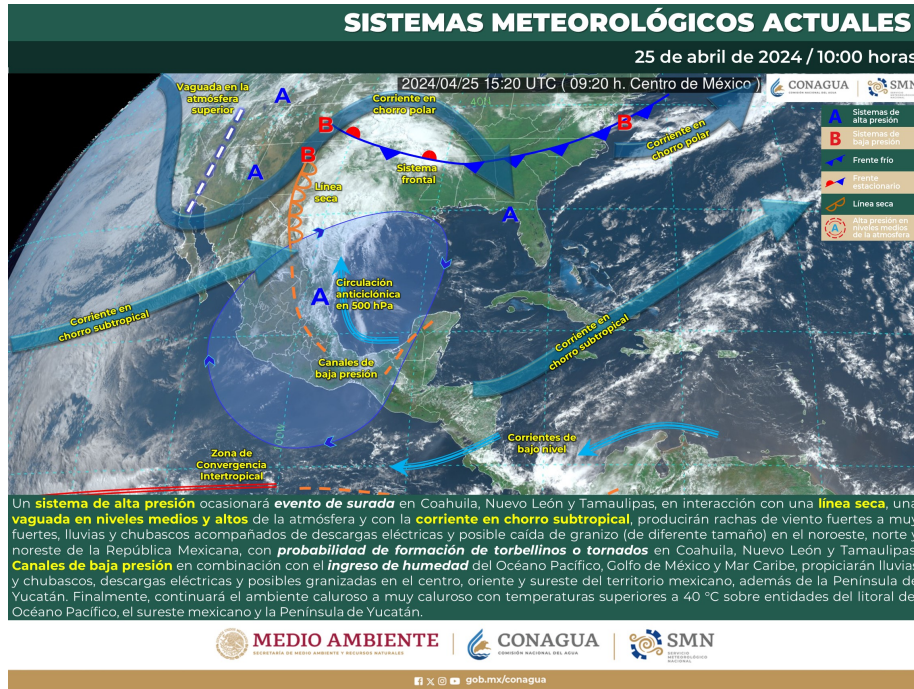 SISTEMAS METEOROLÓGICOS ACTUALES
25 de abril de 2024 / 10:00 horas
2024/04/25 15:20 UTC ( 09:20 h. Centro de México )
CONAGUA
COMISIÓN NACIONAL DEL AGUA
SMN
Vaguada en la
atmósfera
superior
A
Corriente en
chorro polar
B
B
Corriente en
chorro polar
A
Sistemas de
alta presión
B
Sistemas de
baja presión
Frente frío
Frente
estacionario
Línea seca
A
Alta presión en
niveles medios
de la atmosfera
B
A
Línea
seca
Sistema
frontal
A
Corriente en
chorro subtropical
A
Circulación
anticiclónica
en 500 hPa
Corriente en
chorro subtropical
Canales de
baja presión
Zona de
Convergencia
Intertropical
Corrientes de
bajo nivel
Un sistema de alta presión ocasionará evento de surada en Coahuila, Nuevo León y Tamaulipas, en interacción con una línea seca, una
vaguada en niveles medios y altos de la atmósfera y con la corriente en chorro subtropical, producirán rachas de viento fuertes a muy
fuertes, lluvias y chubascos acompañados de descargas eléctricas y posible caída de granizo (de diferente tamaño) en el noroeste, norte y
noreste de la República Mexicana, con probabilidad de formación de torbellinos o tornados en Coahuila, Nuevo León y Tamaulipas
Canales de baja presión en combinación con el ingreso de humedad del Océano Pacífico, Golfo de México y Mar Caribe, propiciarán lluvias
y chubascos, descargas eléctricas y posibles granizadas en el centro, oriente y sureste del territorio mexicano, además de la Península de
Yucatán. Finalmente, continuará el ambiente caluroso a muy caluroso con temperaturas superiores a 40 °C sobre entidades del litoral de
Océano Pacífico, el sureste mexicano y la Península de Yucatán.
MEDIO AMBIENTE
SECRETARÍA DE MEDIO AMBIENTE Y RECURSOS NATURALES
CONAGUA
COMISIÓN NACIONAL DEL AGUA
SMN
SERVICIO
METEOROLÓGICO
NACIONAL
gob.mx/conagua